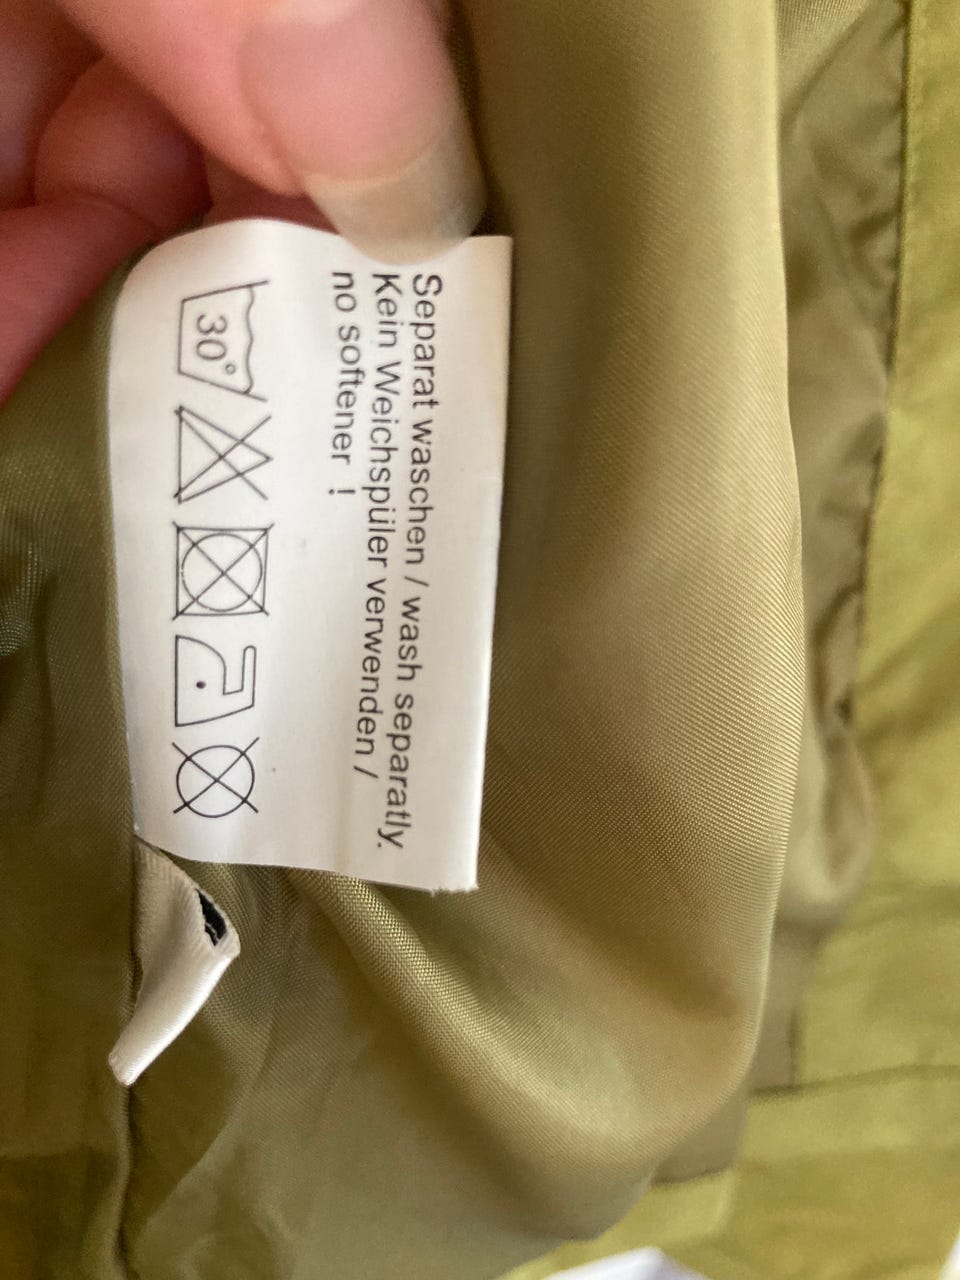 Separat waschen / wash separatly.
Kein Weichspüler verwenden /
no softener !
30°